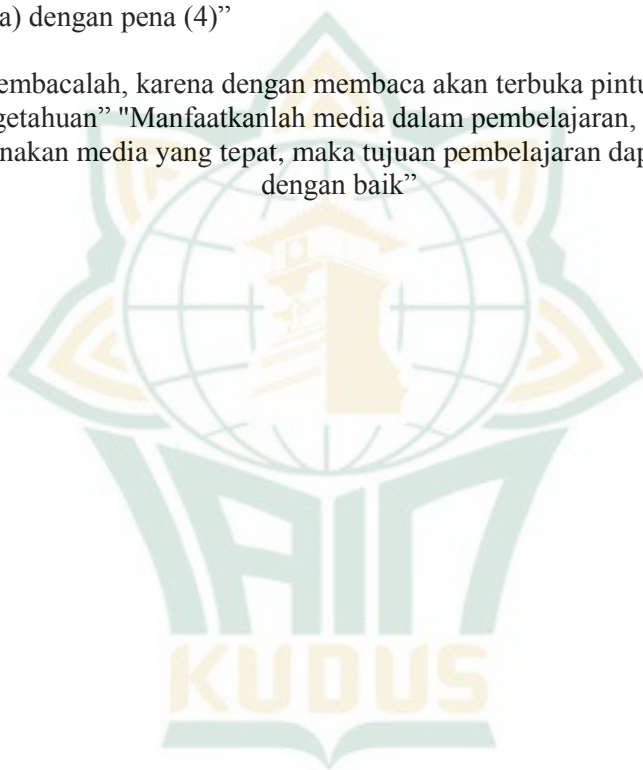 a) dengan pena (4)”
embacalah, karena dengan membaca akan terbuka pintu
getahuan” "Manfaatkanlah media dalam pembelajaran,
nakan media yang tepat, maka tujuan pembelajaran dap
dengan baik”
IAIN
KUDUS